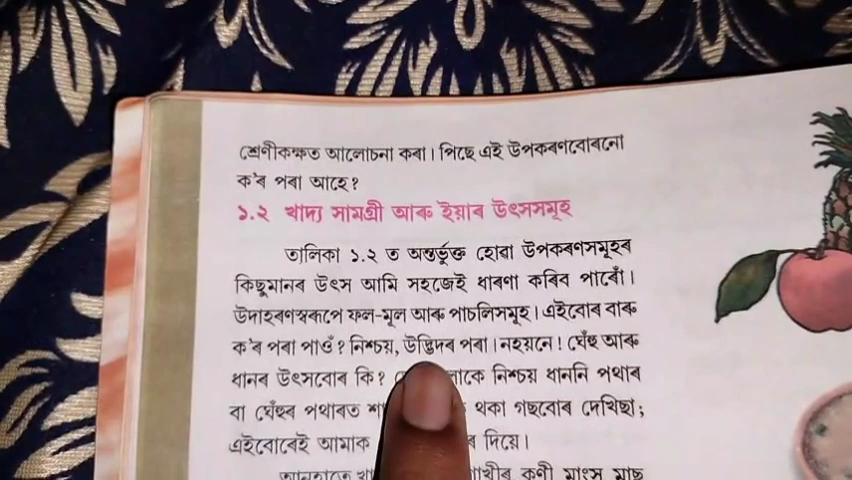 শ্ৰেণীকক্ষত আলোচনা কৰা। পিছে এই উপকৰণবোৰনো
ক'ৰ পৰা আহে?
১.২ খাদ্য সামগ্ৰী আৰু ইয়াৰ উৎসসমূহ
তালিকা ১.২ ত অন্তৰ্ভুক্ত হোৱা উপকৰণসমূহৰ
কিছুমানৰ উৎস আমি সহজেই ধাৰণা কৰিব পাৰোঁ।
উদাহৰণস্বৰূপে ফল-মূল আৰু পাচলিসমূহ। এইবোৰ বাৰু
ক'ৰ পৰা পাওঁ? নিশ্চয়, উদ্ভিদৰ পৰা। নহয়নে! ঘেঁহু আৰু
ধানৰ উৎসবোৰ কি? নিশ্চয় ধাননি পথাৰ
বা ঘেঁহুৰ পথাৰত থকা গছবোৰ দেখিছা;
এইবোৰেই আমাক দিয়ে।
কণী মাংস মাছ